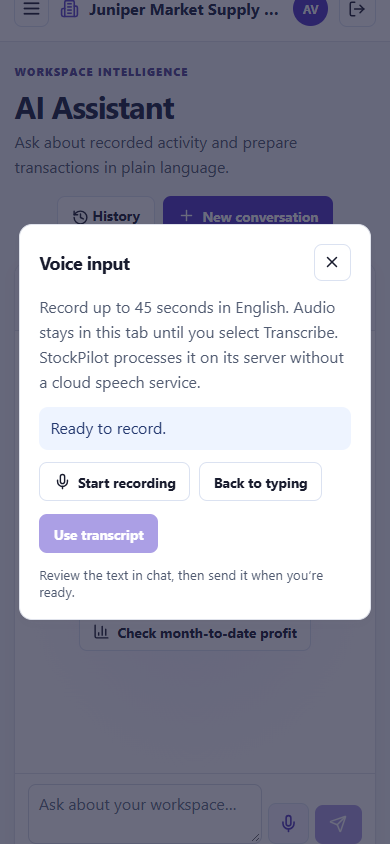 Juniper Market Supply ...
AV
WORKSPACE INTELLIGENCE
AI Assistant
Ask about recorded activity and prepare
transactions in plain language.
History
New conversation
Voice input
Record up to 45 seconds in English. Audio
stays in this tab until you select Transcribe.
StockPilot processes it on its server without
a cloud speech service.
Ready to record.
Start recording
Back to typing
Use transcript
Review the text in chat, then send it when you're
ready.
Check month-to-date profit
Ask about your workspace...